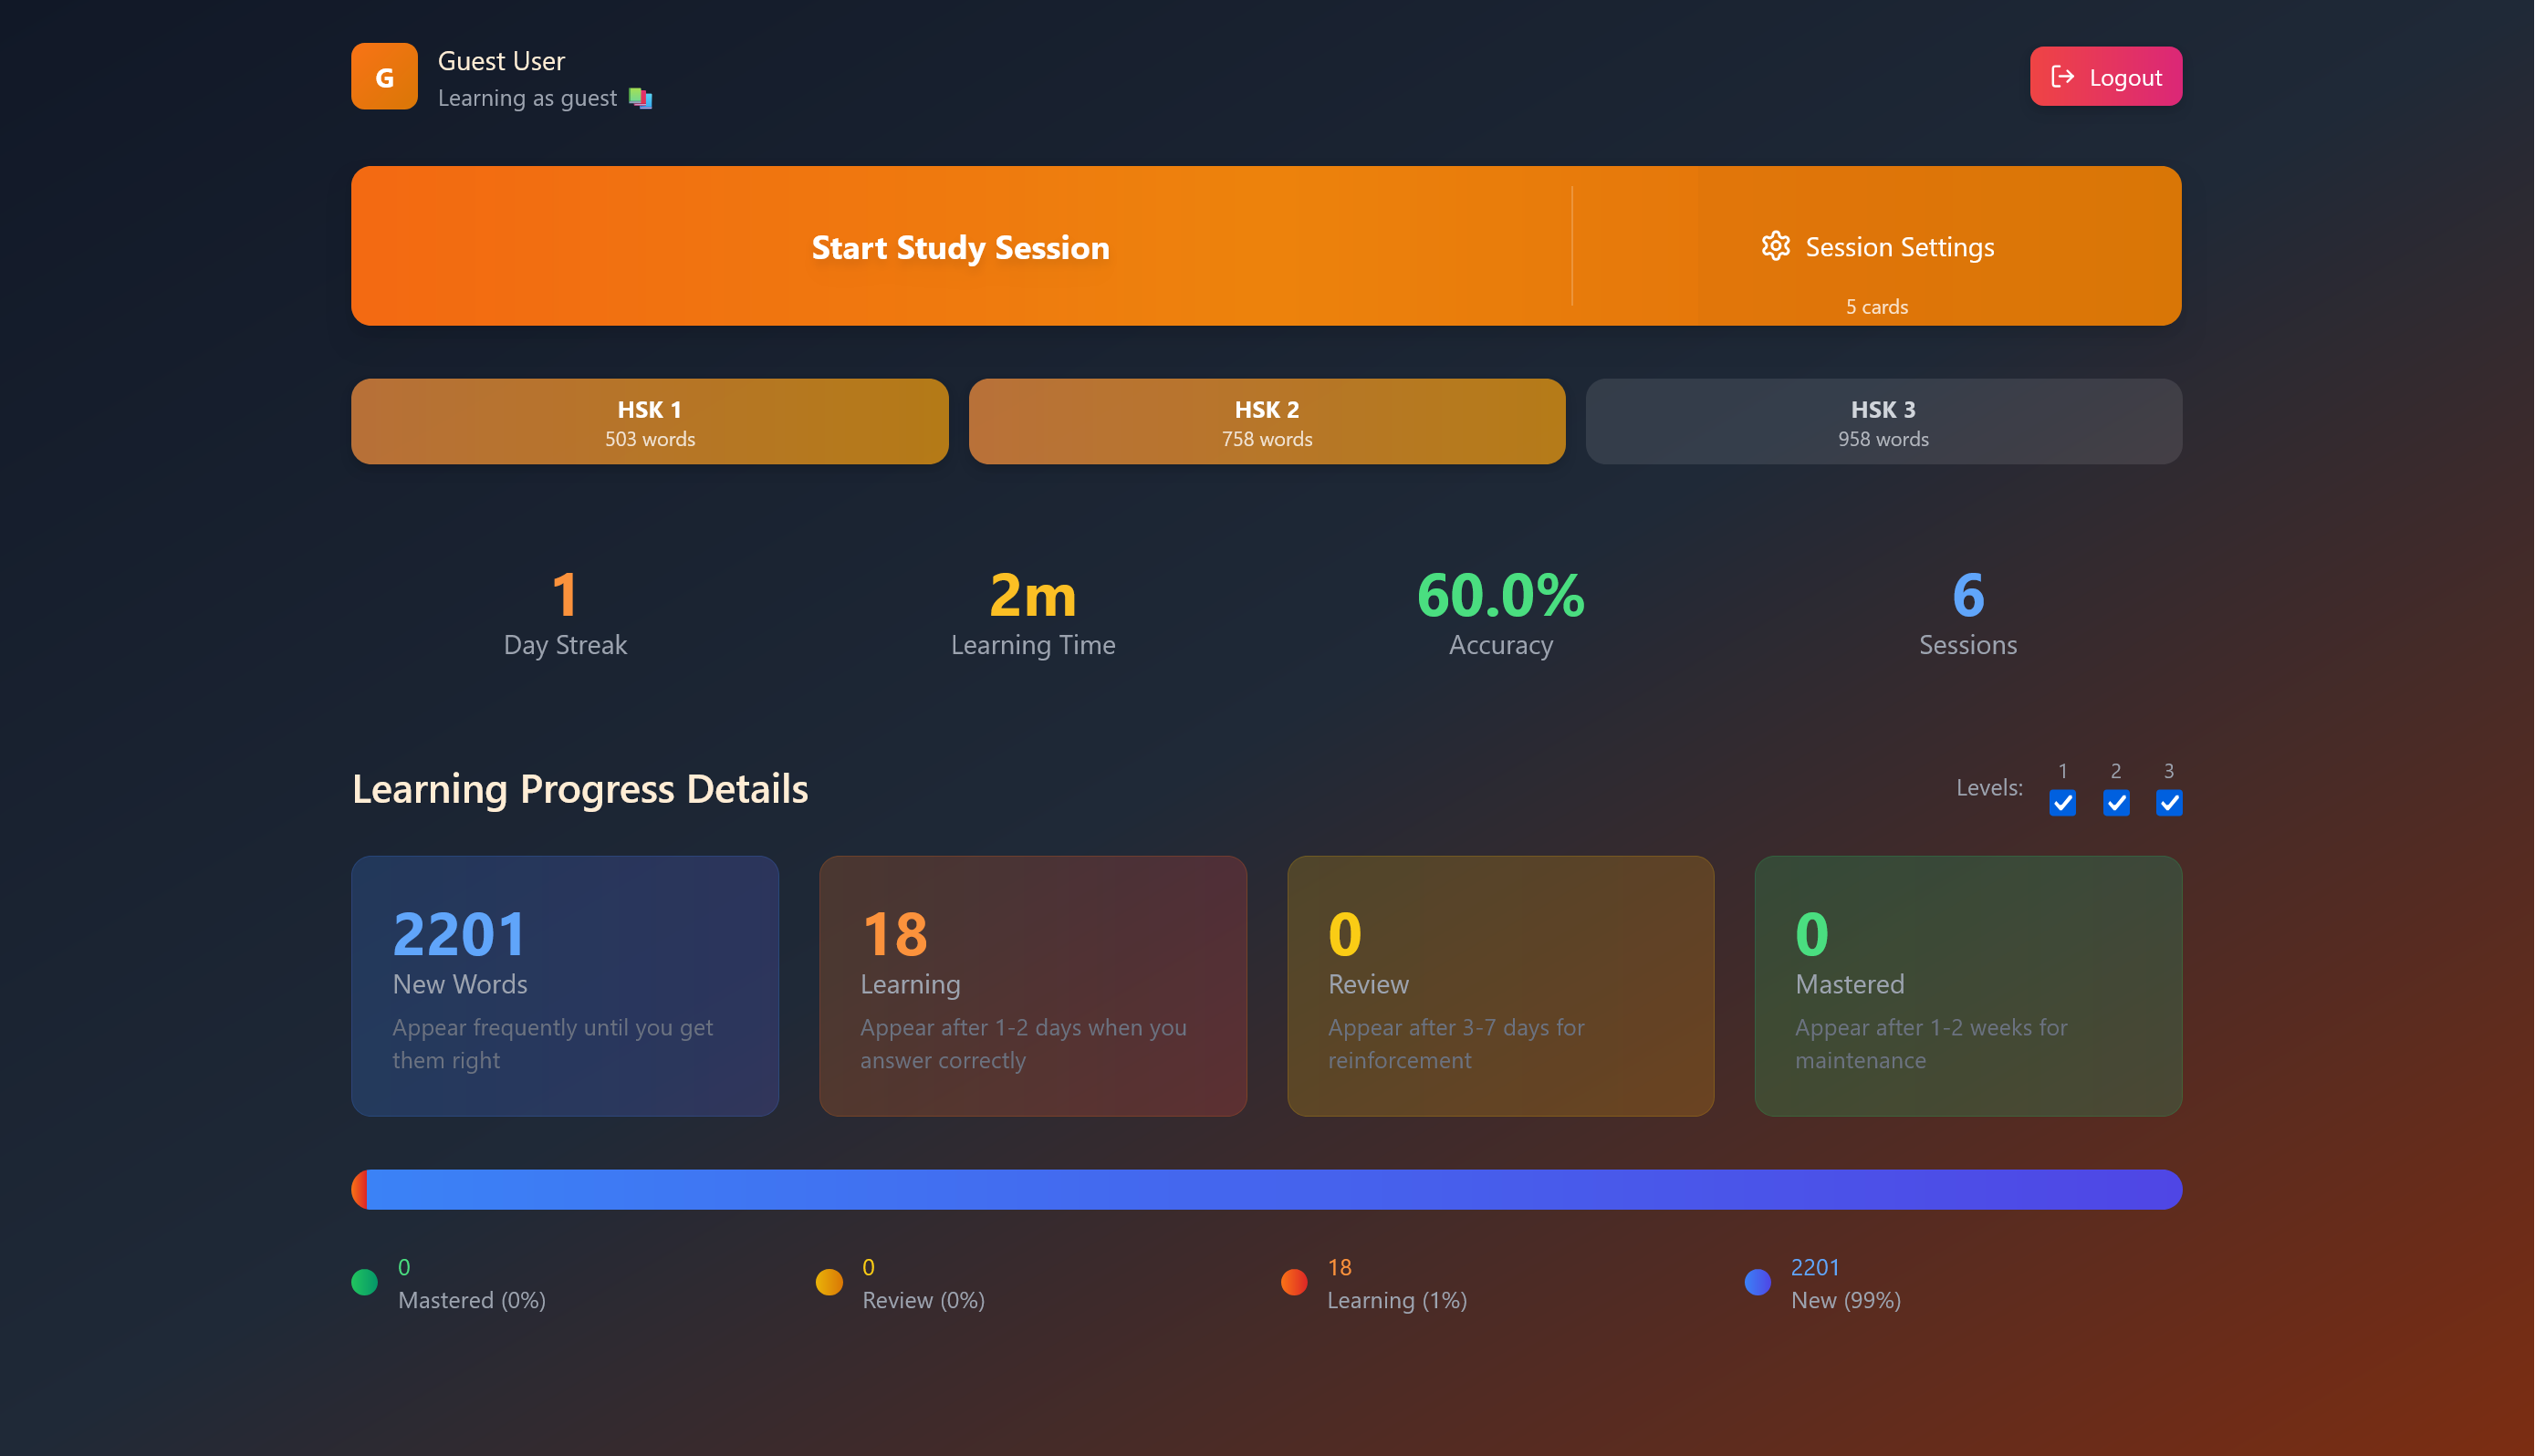 G
Guest User
Learning as guest
Logout
Start Study Session
Session Settings
5 cards
HSK 1
503 words
HSK 2
758 words
HSK 3
958 words
1
Day Streak
2m
Learning Time
60.0%
Accuracy
6
Sessions
Learning Progress Details
Levels:
1
2
3
2201
New Words
Appear frequently until you get
them right
18
Learning
Appear after 1-2 days when you
answer correctly
0
Review
Appear after 3-7 days for
reinforcement
0
Mastered
Appear after 1-2 weeks for
maintenance
0
Mastered (0%)
0
Review (0%)
18
Learning (1%)
2201
New (99%)